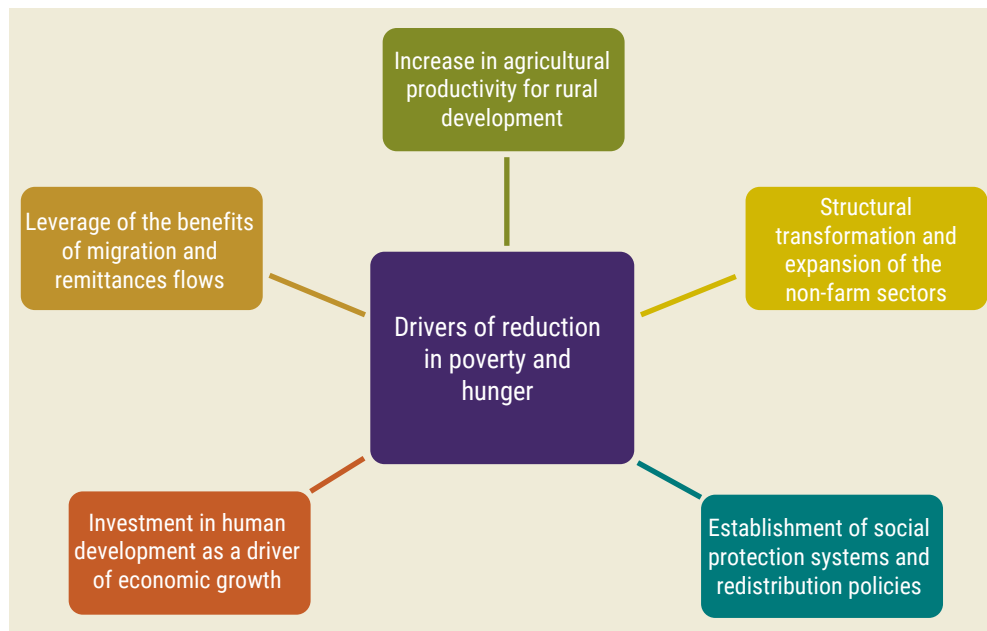 Increase in agricultural
productivity for rural
development
Leverage of the benefits
of migration and
remittances flows
Structural
transformation and
expansion of the
non-farm sectors
Drivers of reduction
in poverty and
hunger
Investment in human
development as a driver
of economic growth
Establishment of social
protection systems and
redistribution policies